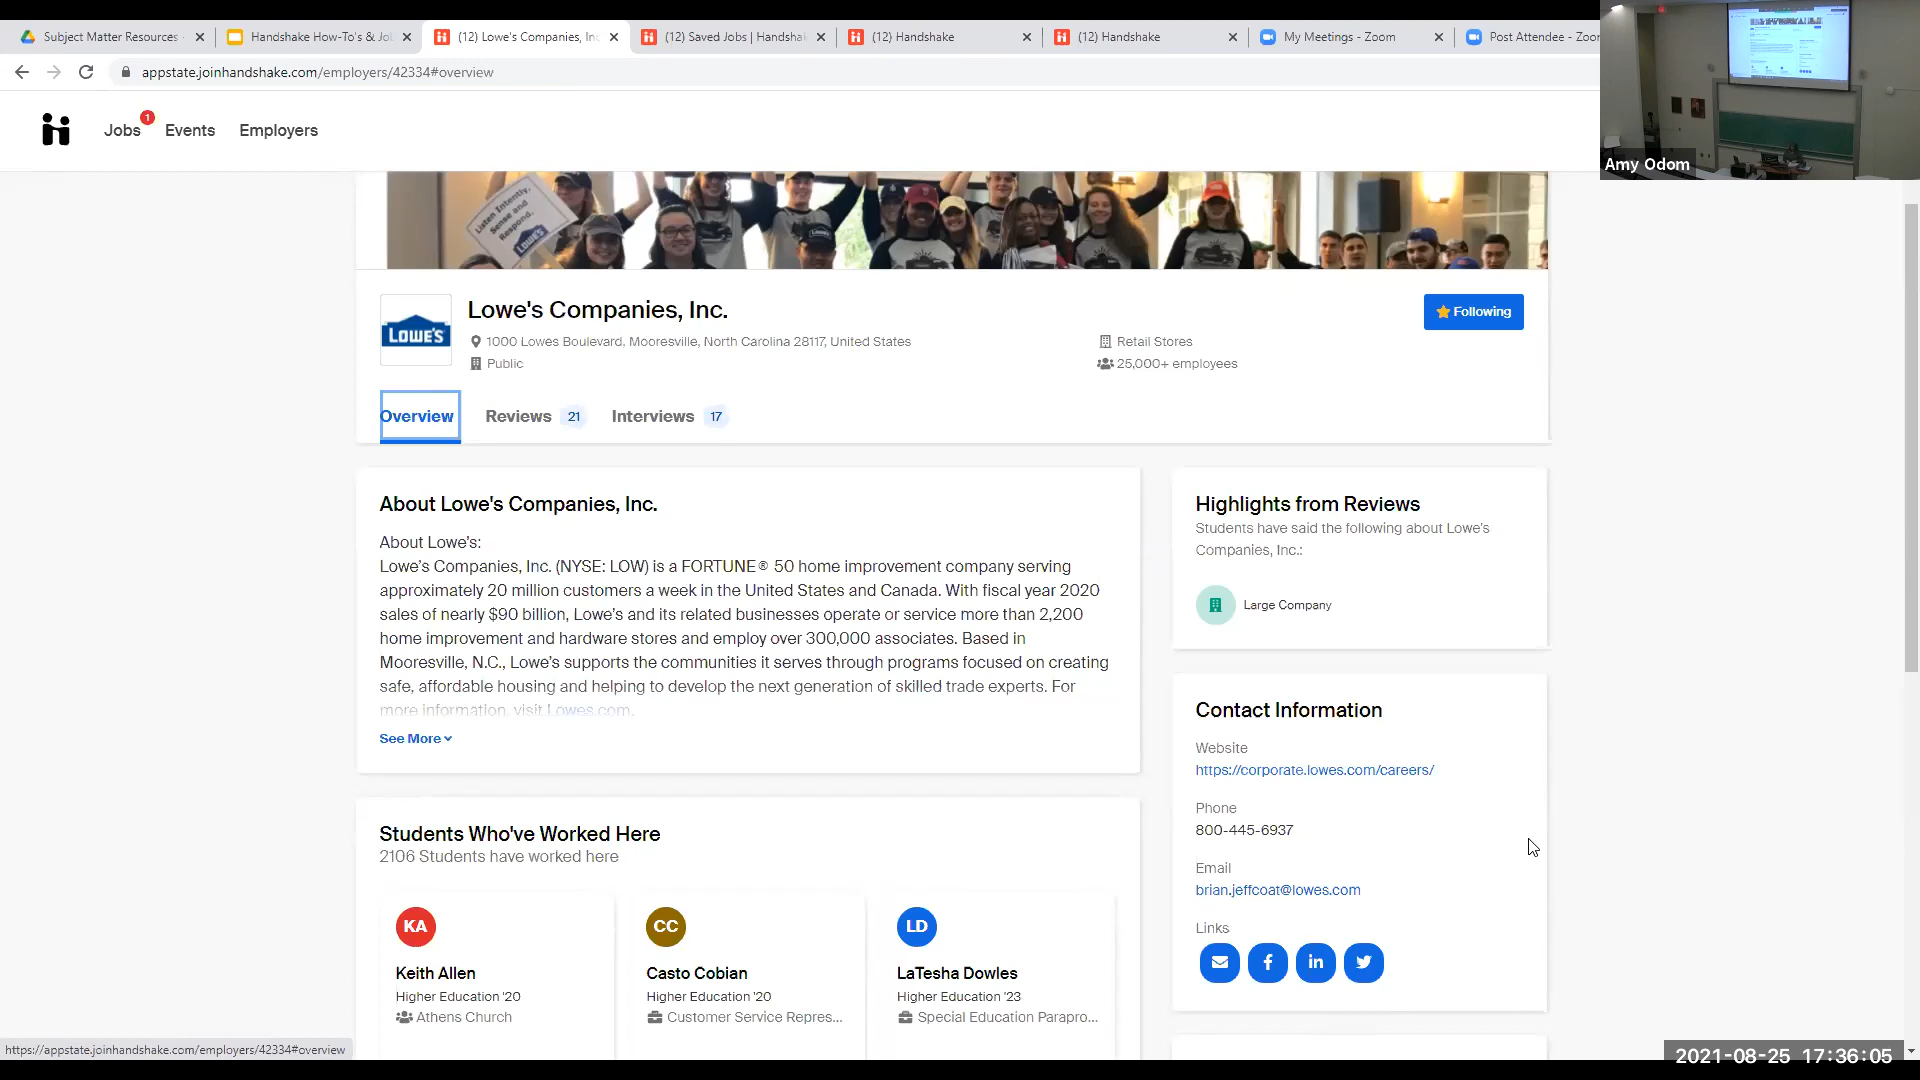 Subject Matter Resources
Handshake How-To's & Jo
(12) Lowe's Companies, Inc
(12) Saved Jobs | Handshak
(12) Handshake
(12) Handshake
My Meetings - Zoom
Post Attendee - Zoo
appstate.joinhandshake.com/employers/42334#overview
Amy Odom
Jobs 1
Events
Employers
Listen Intently,
Sense and
Respond.
LOWE'S
LOWE'S
Lowe's Companies, Inc.
1000 Lowes Boulevard, Mooresville, North Carolina 28117, United States
Public
Retail Stores
25,000+ employees
Following
Overview
Reviews 21
Interviews 17
About Lowe's Companies, Inc.
About Lowe's:
Lowe's Companies, Inc. (NYSE: LOW) is a FORTUNE® 50 home improvement company serving
approximately 20 million customers a week in the United States and Canada. With fiscal year 2020
sales of nearly $90 billion, Lowe's and its related businesses operate or service more than 2,200
home improvement and hardware stores and employ over 300,000 associates. Based in
Mooresville, N.C., Lowe's supports the communities it serves through programs focused on creating
safe, affordable housing and helping to develop the next generation of skilled trade experts. For
more information, visit Lowes.com.
See More
Highlights from Reviews
Students have said the following about Lowe's
Companies, Inc.:
Large Company
Contact Information
Website
https://corporate.lowes.com/careers/
Phone
800-445-6937
Email
brian.jeffcoat@lowes.com
Links
Students Who've Worked Here
2106 Students have worked here
KA
Keith Allen
Higher Education '20
Athens Church
CC
Casto Cobian
Higher Education '20
Customer Service Repres...
LD
LaTesha Dowles
Higher Education '23
Special Education Parapro...
https://appstate.joinhandshake.com/employers/42334#overview
2021-08-25 17:36:05